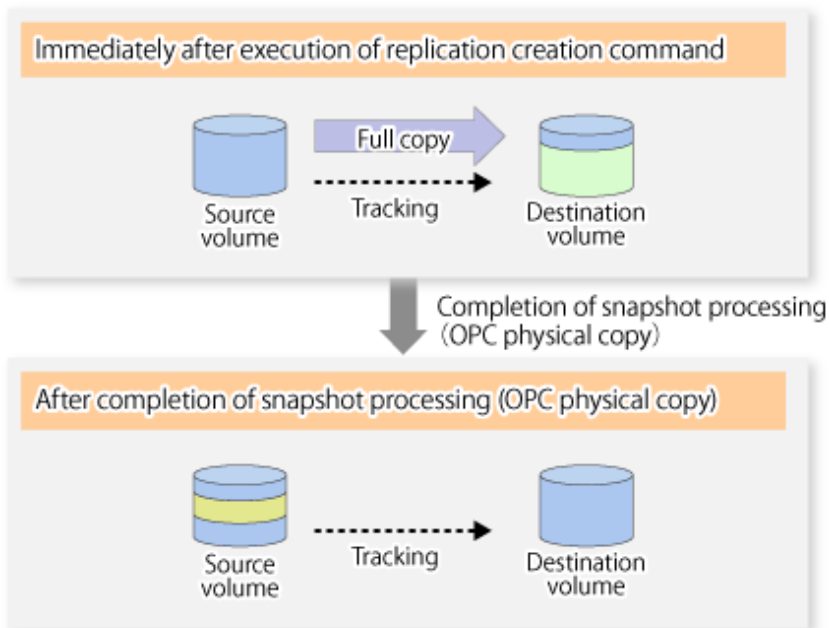 Immediately after execution of replication creation command
Full copy
Tracking
Source
volume
Destination
volume
Completion of snapshot processing
（OPC physical copy）
After completion of snapshot processing (OPC physical copy)
Tracking
Source
volume
Destination
volume